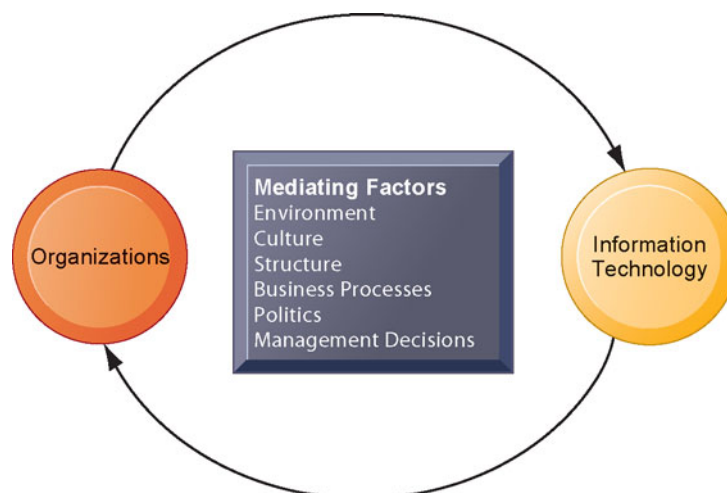 Organizations
Mediating Factors
Environment
Culture
Structure
Business Processes
Politics
Management Decisions
Information
Technology